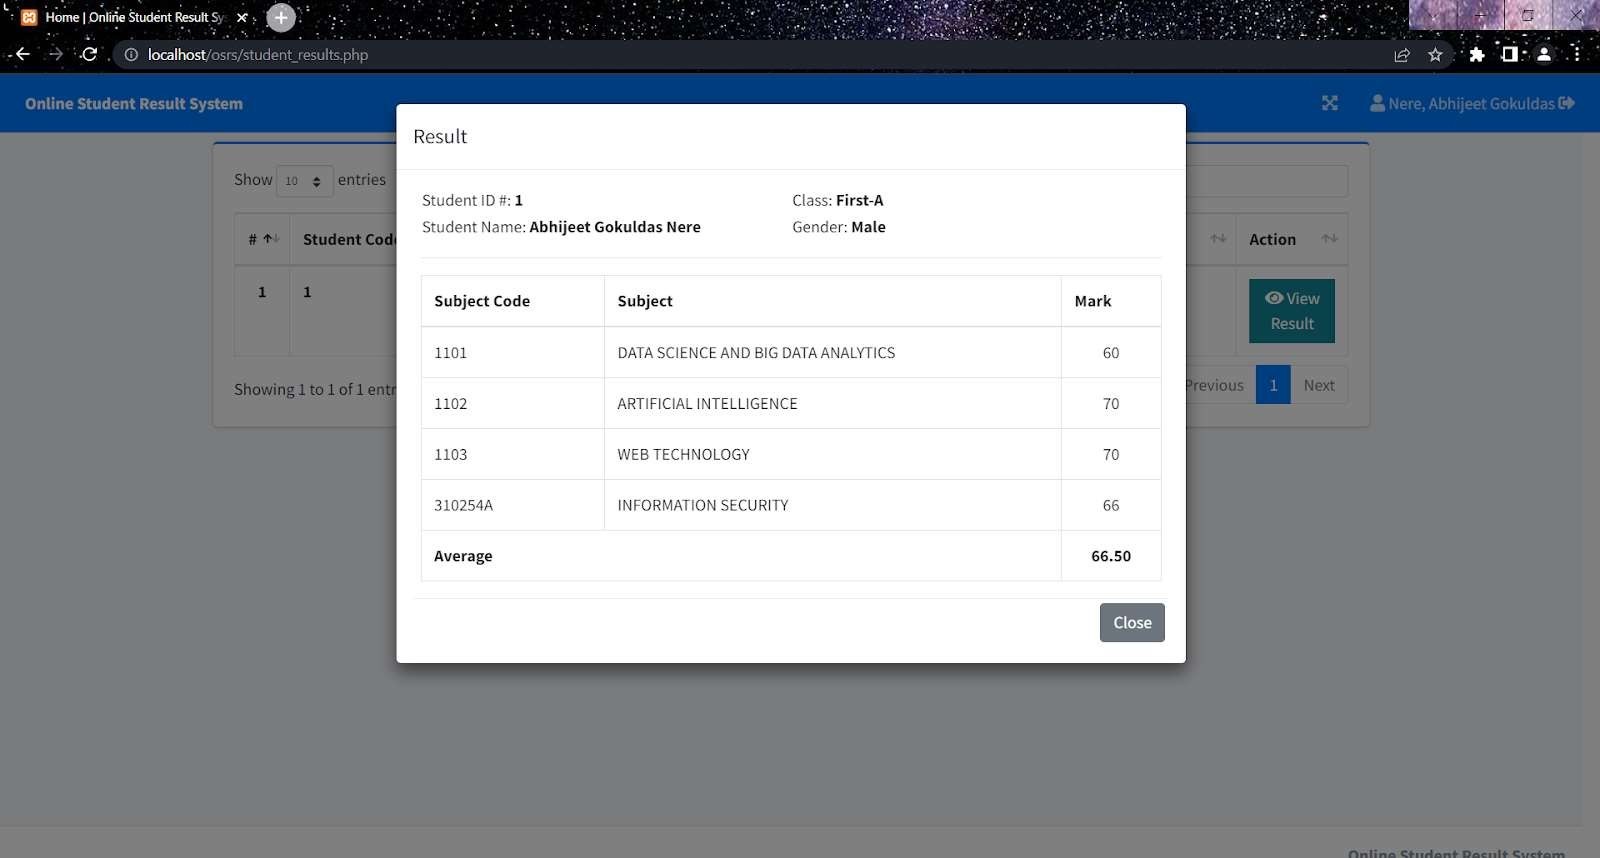 Home | Online Student Result Sy
localhost/osrs/student_results.php
Online Student Result System
Nere, Abhijeet Gokuldas
Show 10 entries
# Student Code
Action
1 1
View
Result
Showing 1 to 1 of 1 entr
Previous 1 Next
Result
Student ID #: 1 Class: First-A
Student Name: Abhijeet Gokuldas Nere Gender: Male
Subject Code Subject Mark
1101 DATA SCIENCE AND BIG DATA ANALYTICS 60
1102 ARTIFICIAL INTELLIGENCE 70
1103 WEB TECHNOLOGY 70
310254A INFORMATION SECURITY 66
Average 66.50
Close
Online Student Result System